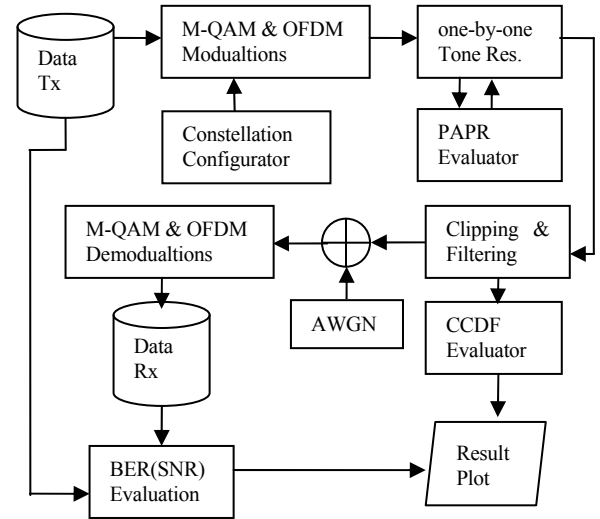 Data
Tx
M-QAM & OFDM
Modualtions
one-by-one
Tone Res.
Constellation
Configurator
PAPR
Evaluator
M-QAM & OFDM
Demodualtions
Clipping &
Filtering
AWGN
CCDF
Evaluator
Data
Rx
BER(SNR)
Evaluation
Result
Plot